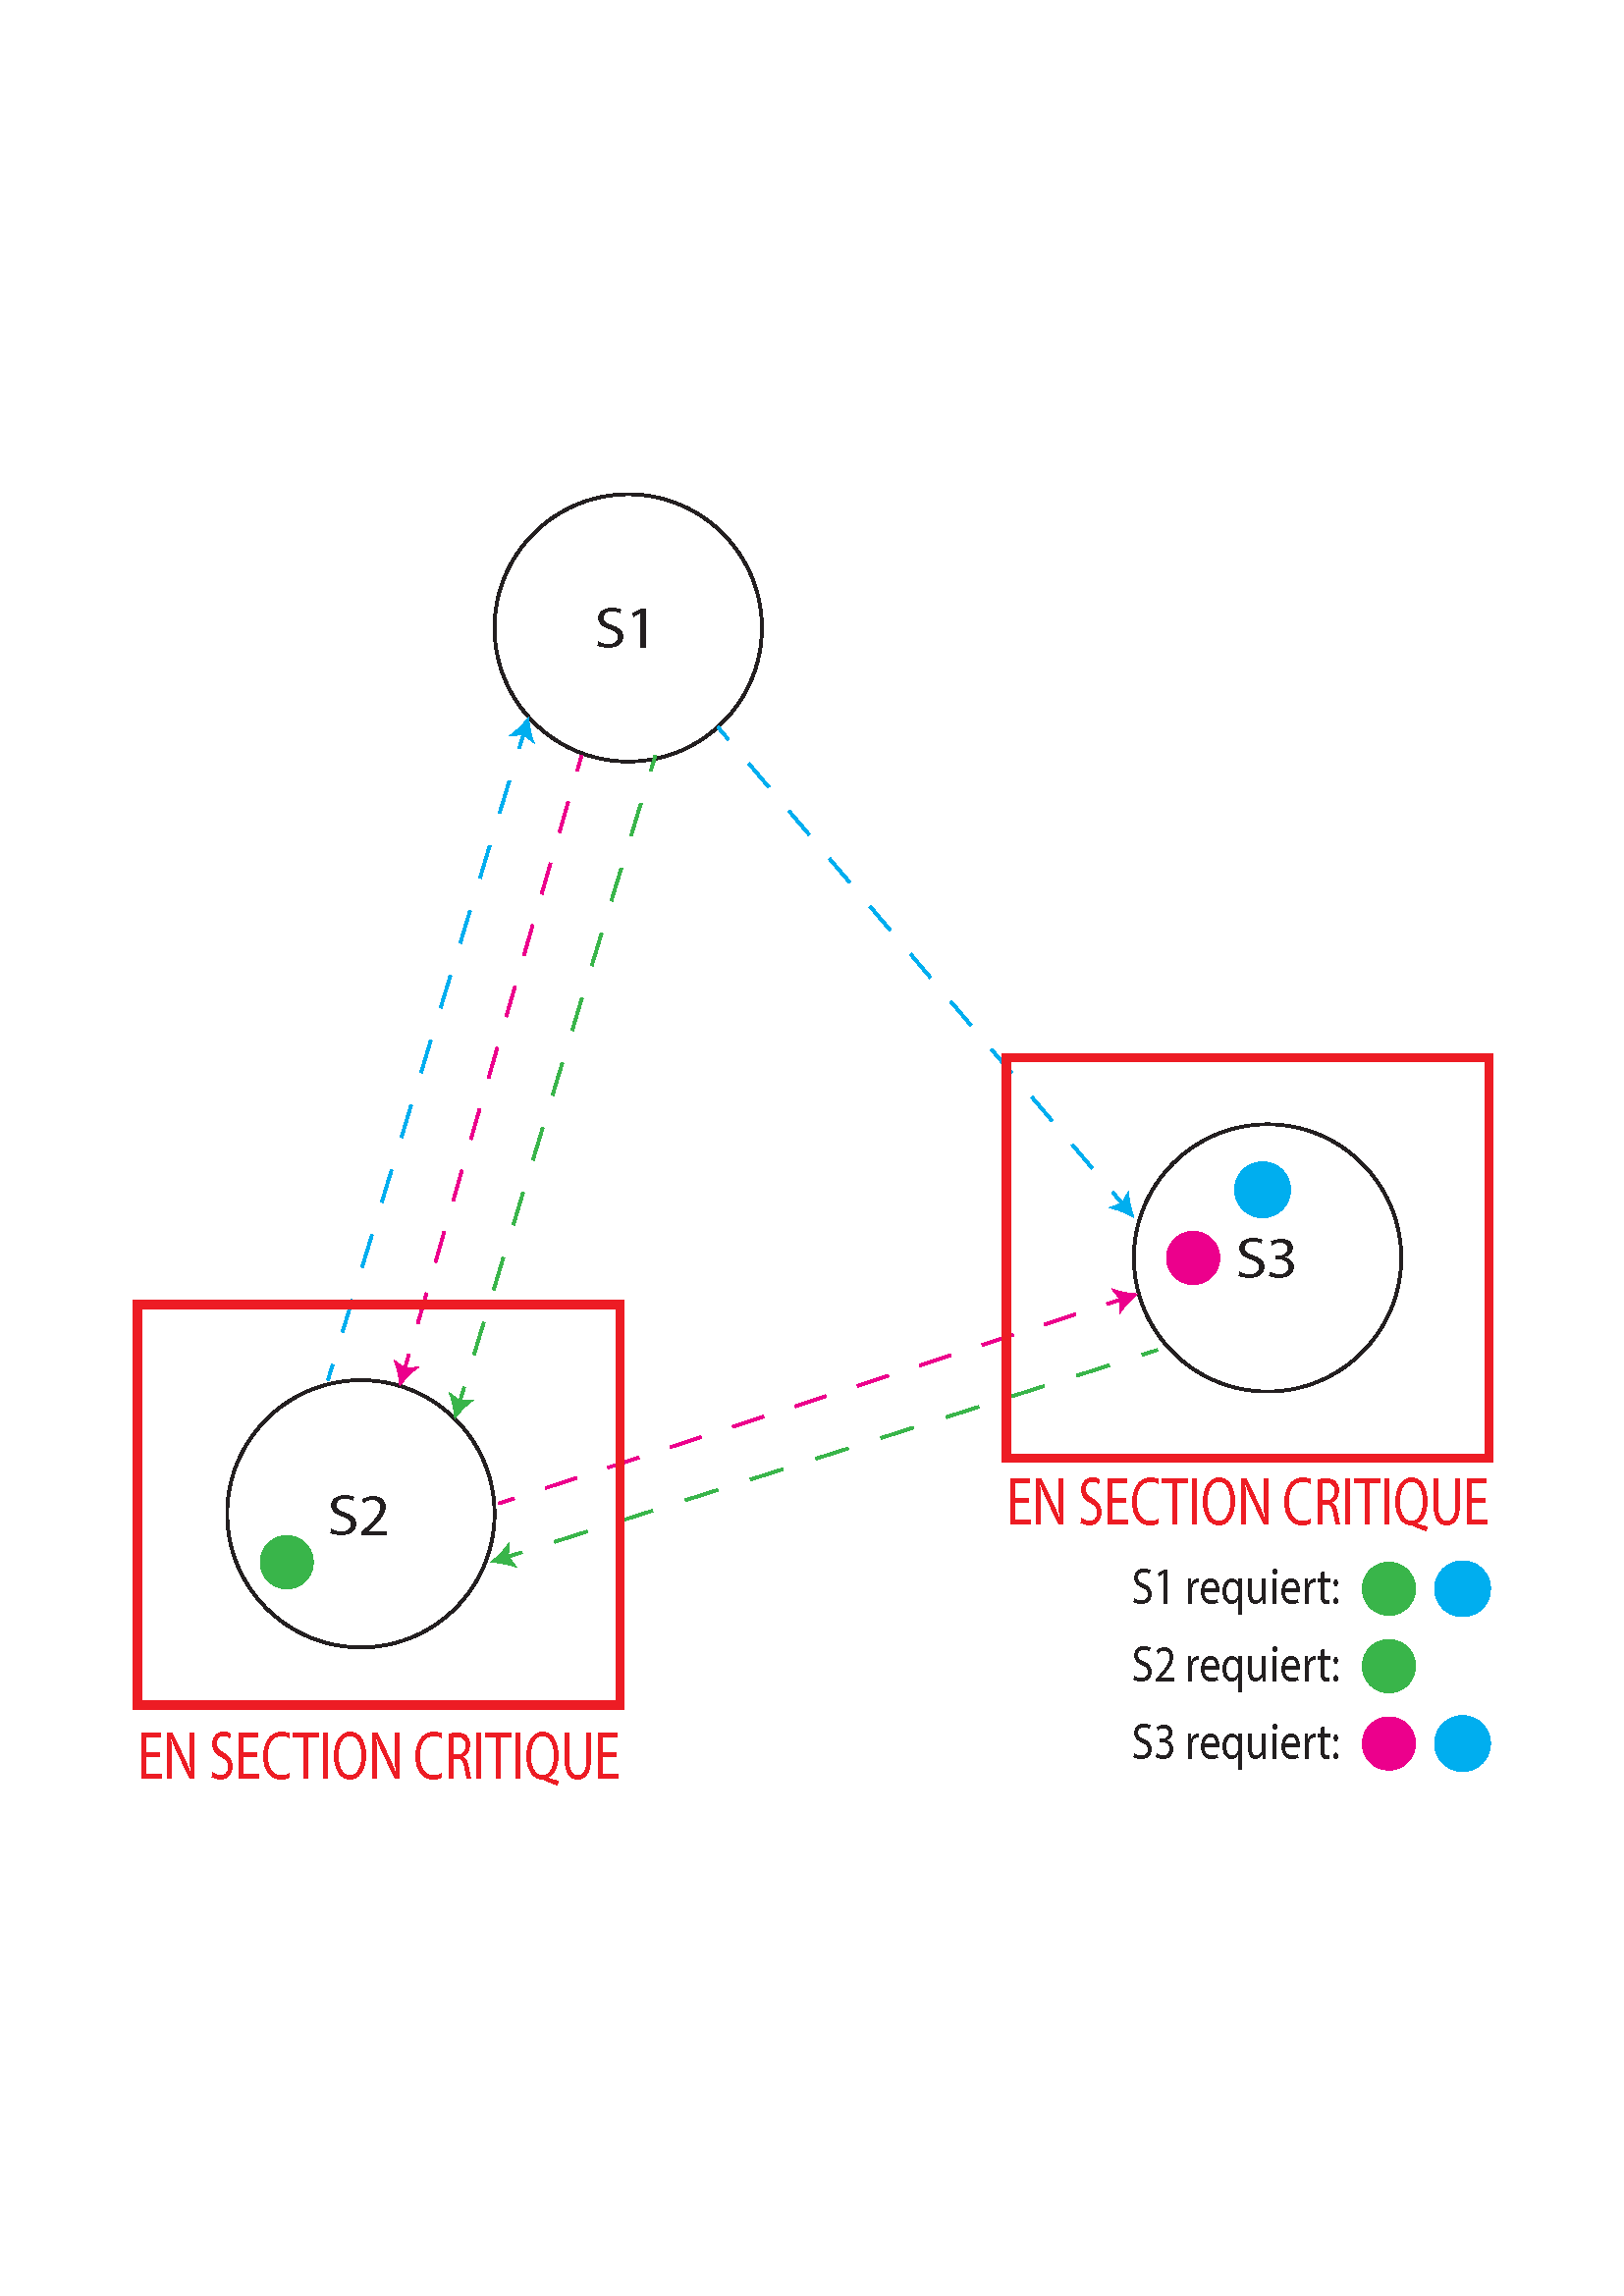 S1
S3
S2
EN SECTION CRITIQUE
S1 requiert:
S2 requiert:
S3 requiert:
EN SECTION CRITIQUE